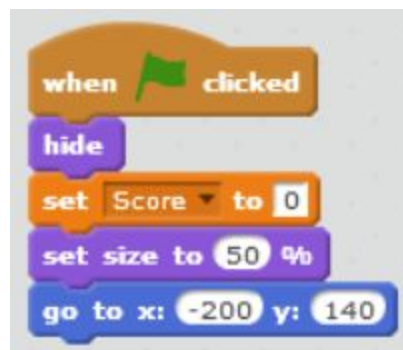 when clicked
hide
set Score to 0
set size to 50 %
go to x: -200 y: 140